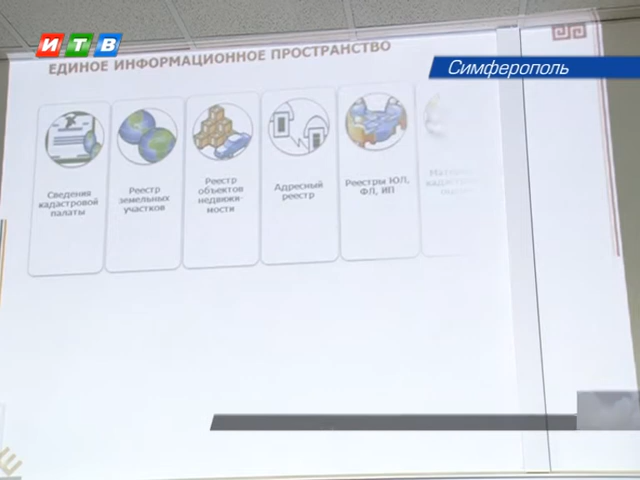 ИТВ
ЕДИНОЕ ИНФОРМАЦИОННОЕ ПРОСТРАНСТВО
Симферополь
Сведения
кадастровой
палаты
Реестр
земельных
участков
Реестр
объектов
недвижи-
мости
Адресный
реестр
Реестры ЮЛ,
ФЛ, ИП